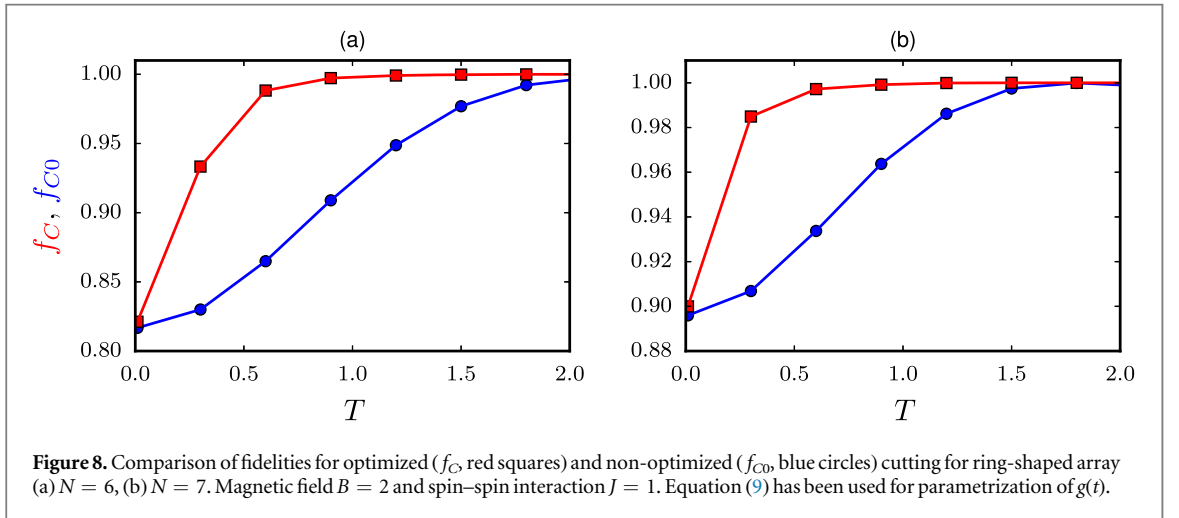 (a)
1.00
0.95
0.90
0.85
0.80
0.0 0.5 1.0 1.5 2.0
T
f_C, f_{C0}
(b)
1.00
0.98
0.96
0.94
0.92
0.90
0.88
0.0 0.5 1.0 1.5 2.0
T
Figure 8. Comparison of fidelities for optimized (f_C, red squares) and non-optimized (f_{C0}, blue circles) cutting for ring-shaped array
(a) N = 6, (b) N = 7. Magnetic field B = 2 and spin–spin interaction J = 1. Equation (9) has been used for parametrization of g(t).